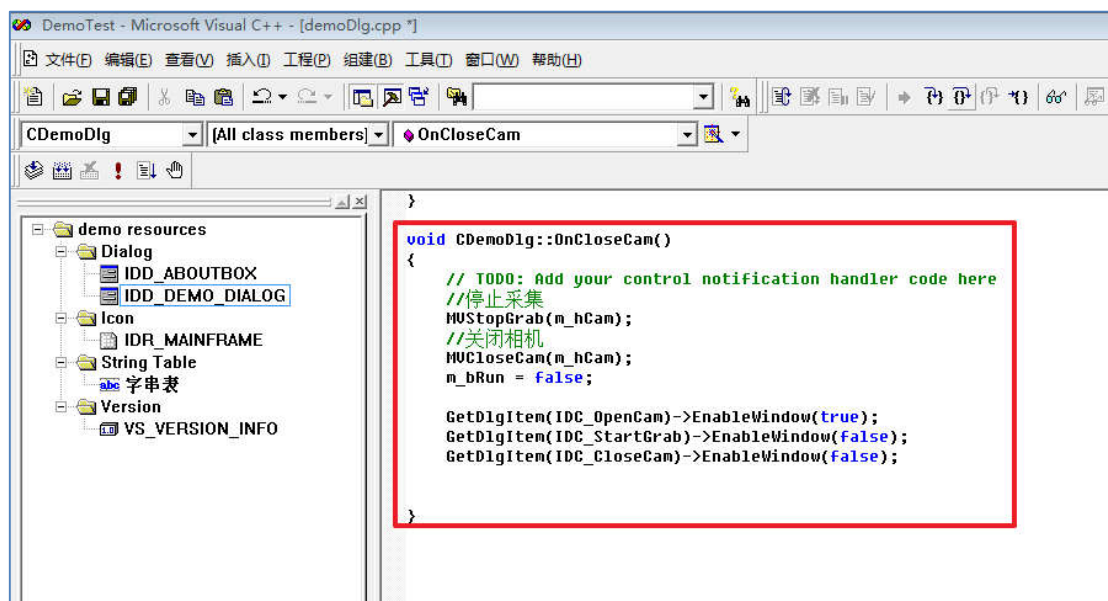 DemoTest - Microsoft Visual C++ - [demoDlg.cpp *]
文件(F) 编辑(E) 查看(V) 插入(I) 工程(P) 组建(B) 工具(T) 窗口(W) 帮助(H)
CDemoDlg [All class members] OnCloseCam
demo resources
Dialog
IDD_ABOUTBOX
IDD_DEMO_DIALOG
Icon
IDR_MAINFRAME
String Table
abc 字串表
Version
1.0 VS_VERSION_INFO
}
void CDemoDlg::OnCloseCam()
{
// TODO: Add your control notification handler code here
//停止采集
MVStopGrab(m_hCam);
//关闭相机
MVCloseCam(m_hCam);
m_bRun = false;
GetDlgItem(IDC_OpenCam)->EnableWindow(true);
GetDlgItem(IDC_StartGrab)->EnableWindow(false);
GetDlgItem(IDC_CloseCam)->EnableWindow(false);
}